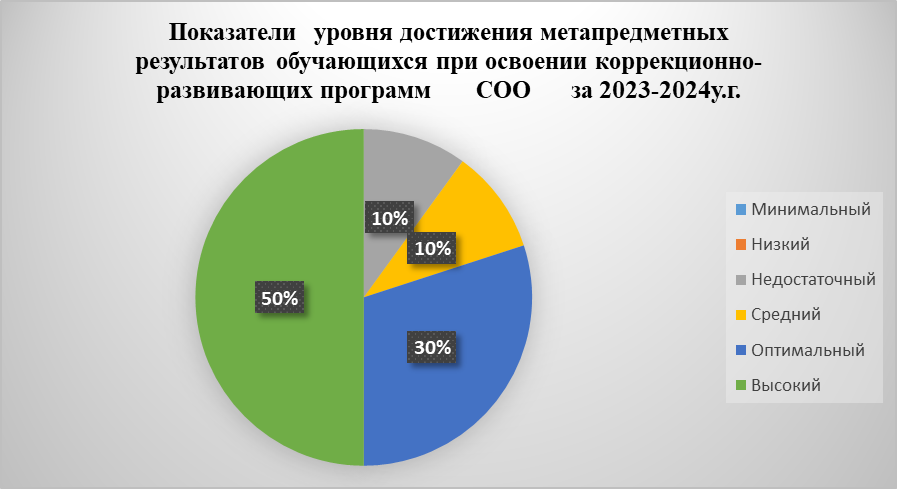 Показатели уровня достижения метапредметных
результатов обучающихся при освоении коррекционно-
развивающих программ СОО за 2023-2024у.г.
10%
10%
50%
30%
Минимальный
Низкий
Недостаточный
Средний
Оптимальный
Высокий